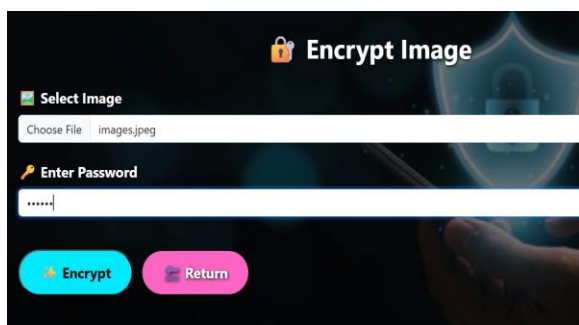 🔐 Encrypt Image
🖼️ Select Image
Choose File images.jpeg
🔑 Enter Password
••••••
✨ Encrypt
🔙 Return